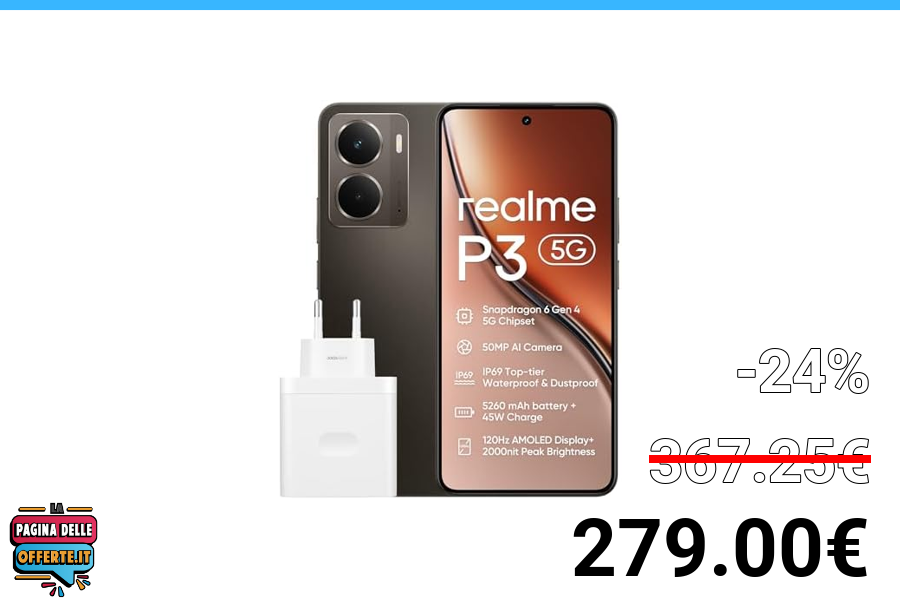 realme
P3 5G
Snapdragon 6 Gen 4
5G Chipset
50MP AI Camera
IP69
IP69 Top-tier
Waterproof & Dustproof
5260 mAh battery +
45W Charge
120Hz AMOLED Display+
2000nit Peak Brightness
-24%
367.25€
279.00€
LA
PAGINA DELLE
OFFERTE.IT